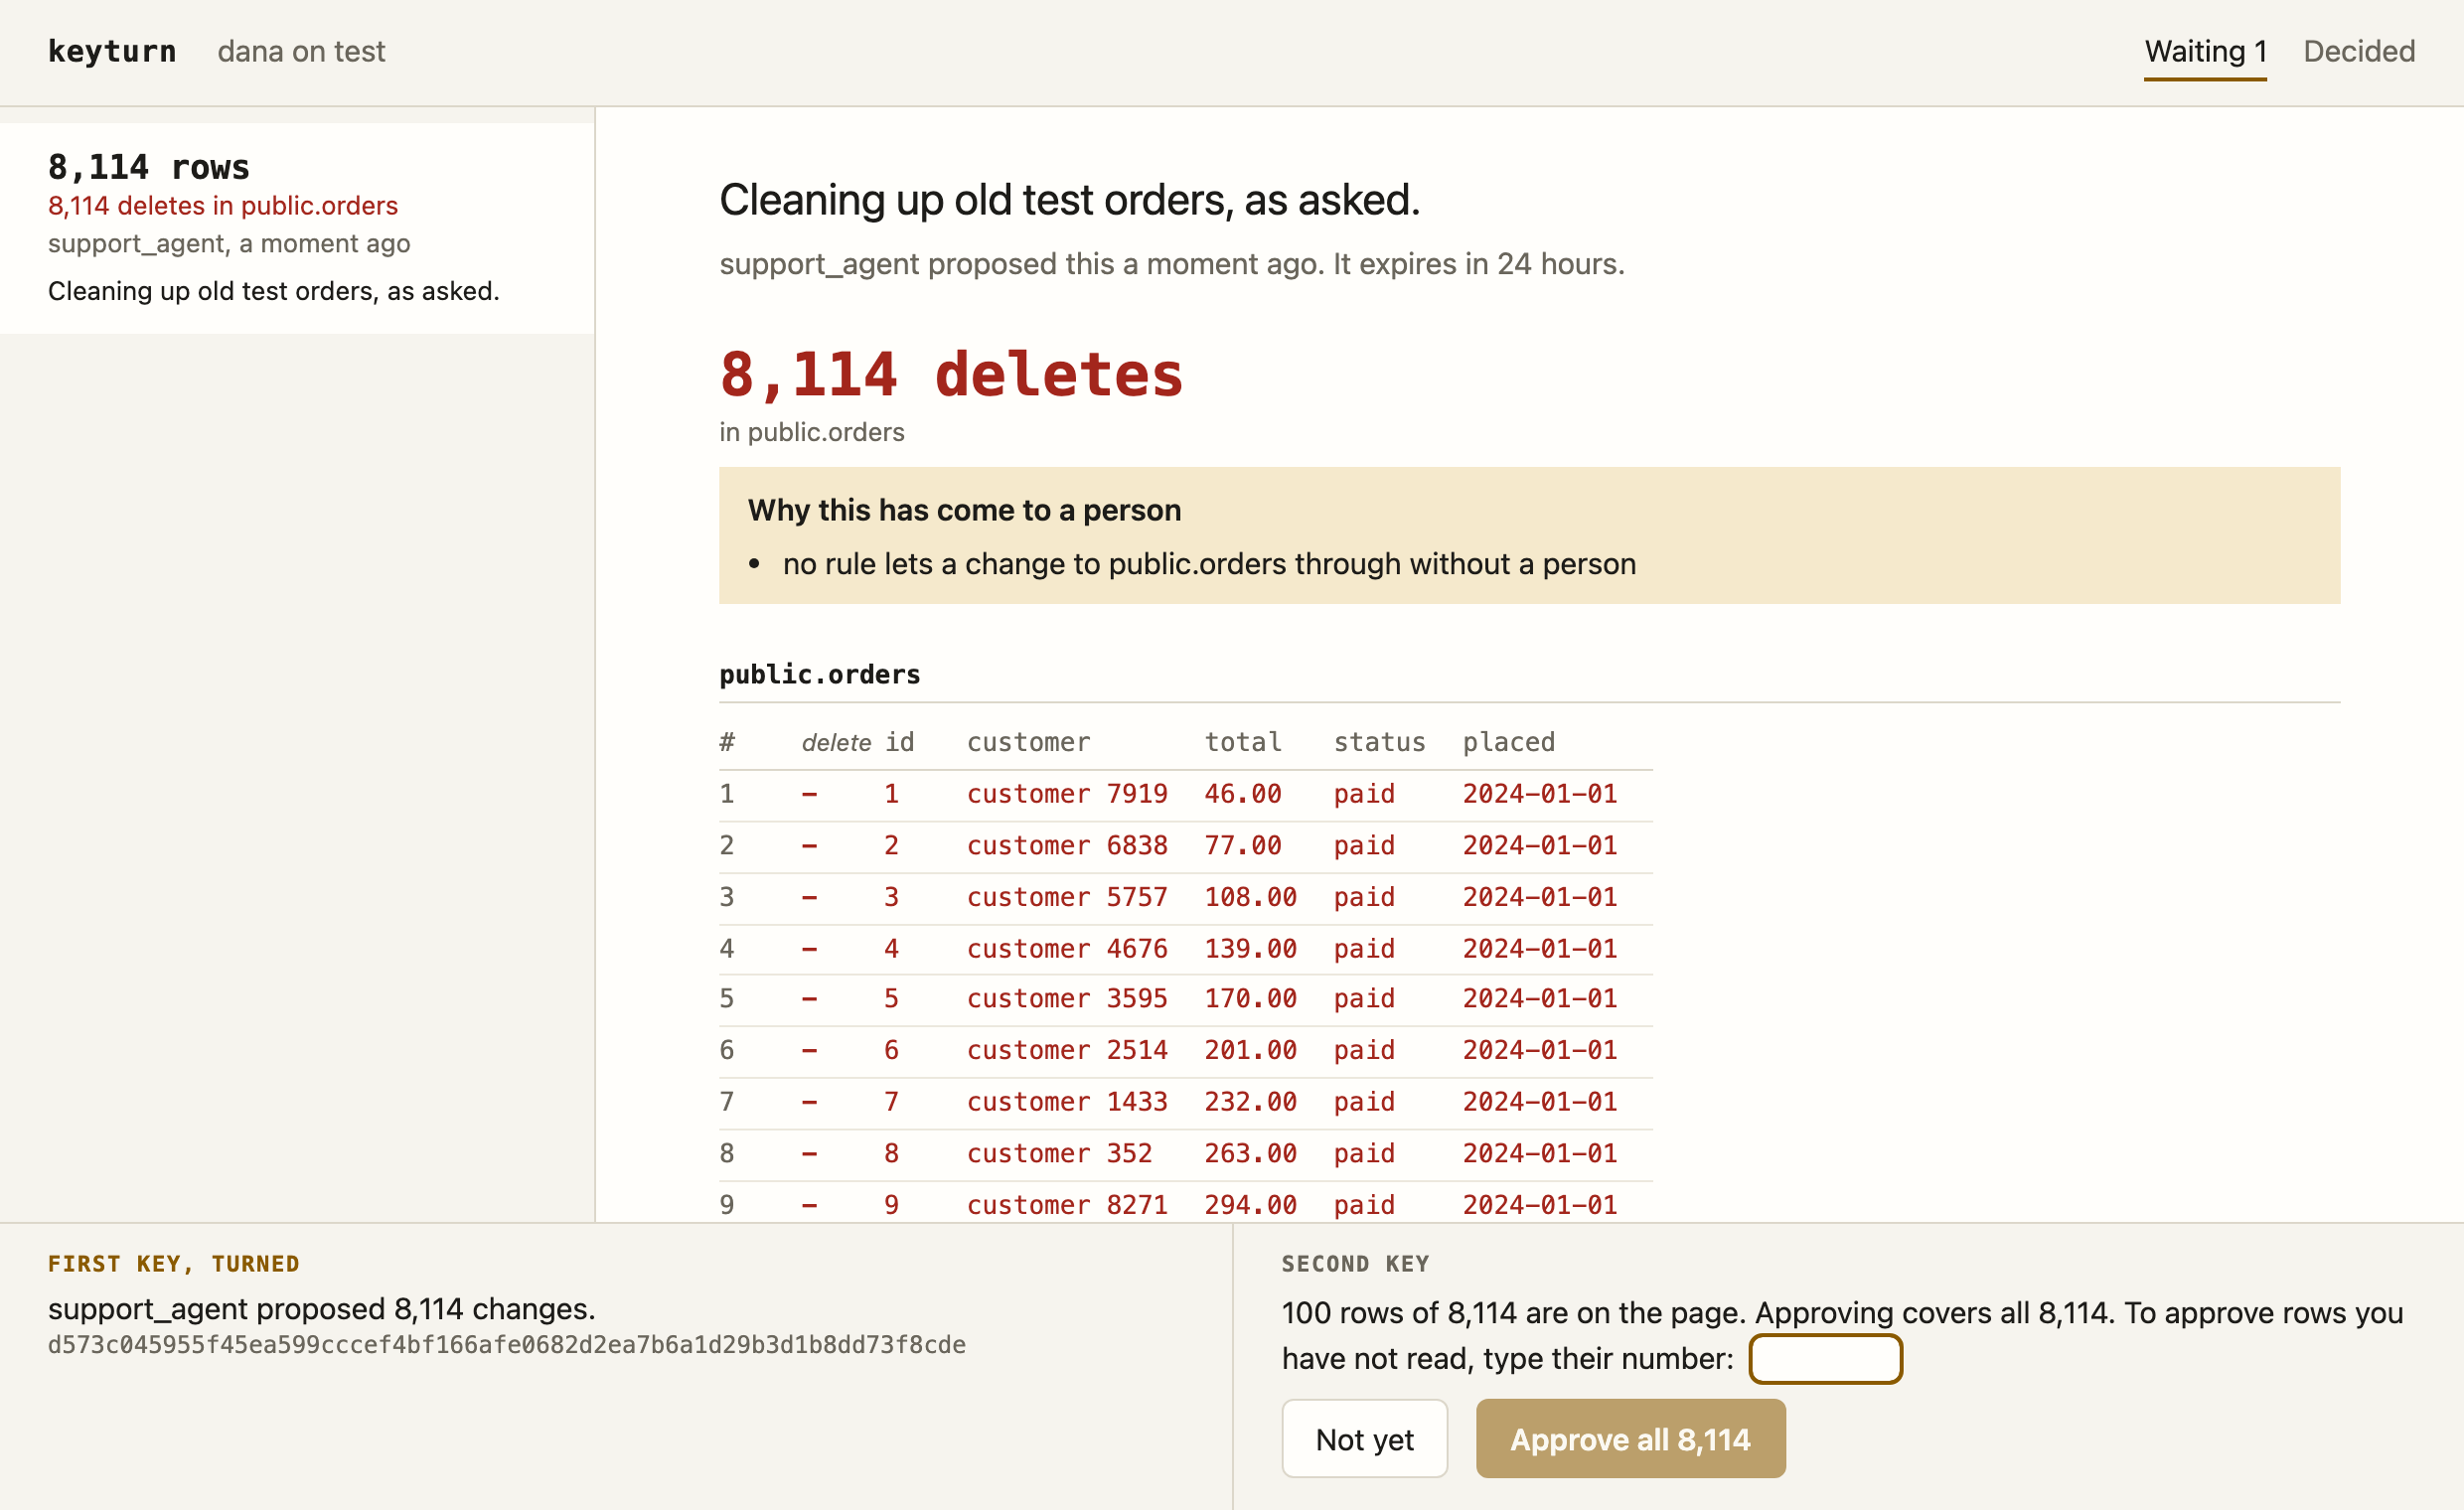 keyturn dana on test Waiting 1 Decided
8,114 rows
8,114 deletes in public.orders
support_agent, a moment ago
Cleaning up old test orders, as asked.
Cleaning up old test orders, as asked.
support_agent proposed this a moment ago. It expires in 24 hours.
8,114 deletes
in public.orders
Why this has come to a person
• no rule lets a change to public.orders through without a person
public.orders
# delete id customer total status placed
1 – 1 customer 7919 46.00 paid 2024-01-01
2 – 2 customer 6838 77.00 paid 2024-01-01
3 – 3 customer 5757 108.00 paid 2024-01-01
4 – 4 customer 4676 139.00 paid 2024-01-01
5 – 5 customer 3595 170.00 paid 2024-01-01
6 – 6 customer 2514 201.00 paid 2024-01-01
7 – 7 customer 1433 232.00 paid 2024-01-01
8 – 8 customer 352 263.00 paid 2024-01-01
9 – 9 customer 8271 294.00 paid 2024-01-01
FIRST KEY, TURNED
support_agent proposed 8,114 changes.
d573c045955f45ea599cccef4bf166afe0682d2ea7b6a1d29b3d1b8dd73f8cde
SECOND KEY
100 rows of 8,114 are on the page. Approving covers all 8,114. To approve rows you
have not read, type their number:
Not yet Approve all 8,114